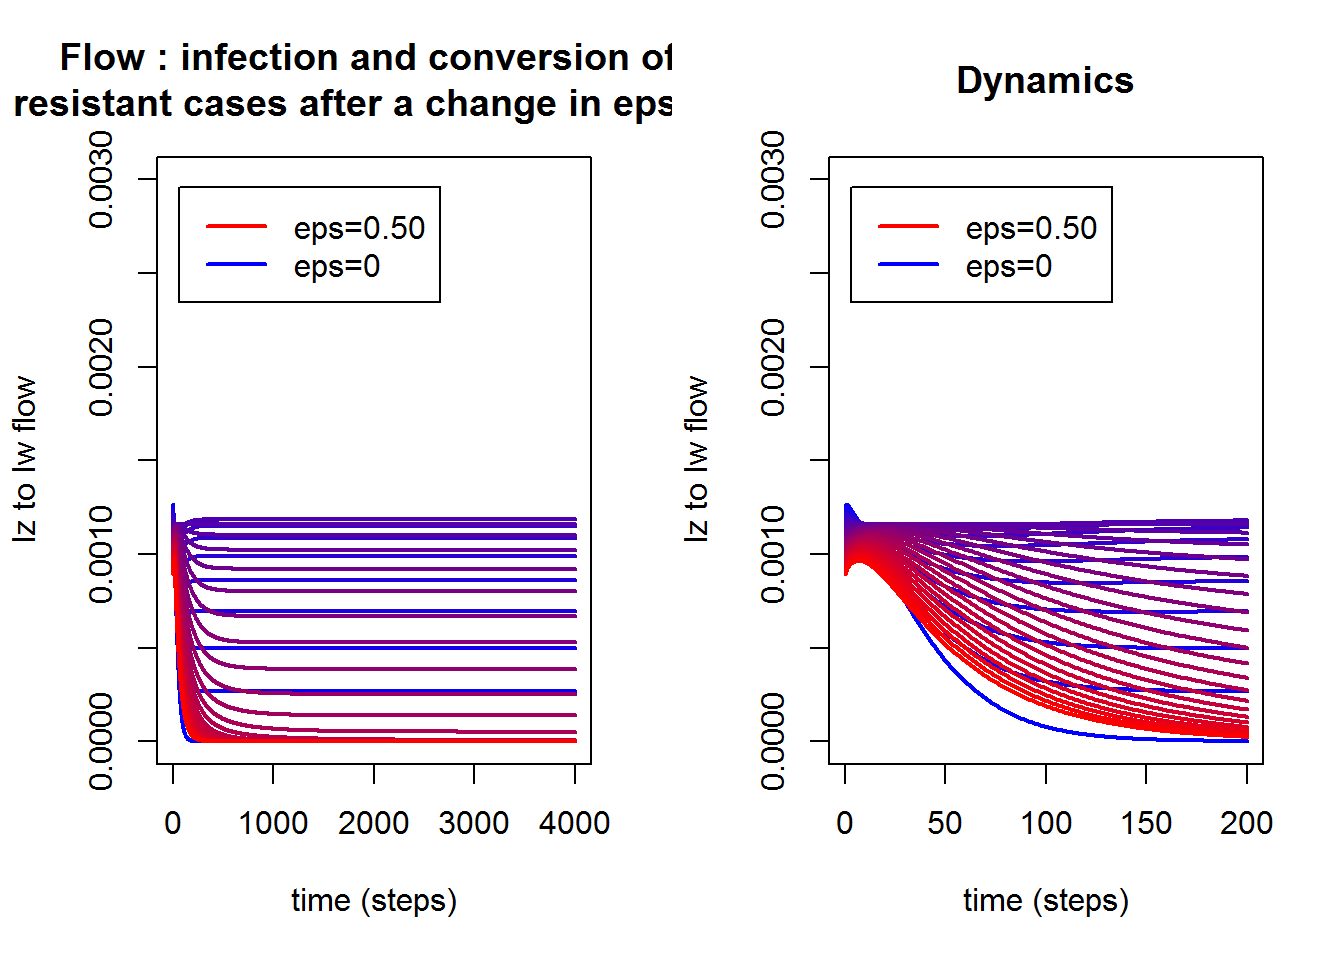 Flow : infection and conversion of
resistant cases after a change in eps
Iz to Iw flow
0.0000 0.0010 0.0020 0.0030
eps=0.50
eps=0
0 1000 2000 3000 4000
time (steps)
Dynamics
Iz to Iw flow
0.0000 0.0010 0.0020 0.0030
eps=0.50
eps=0
0 50 100 150 200
time (steps)